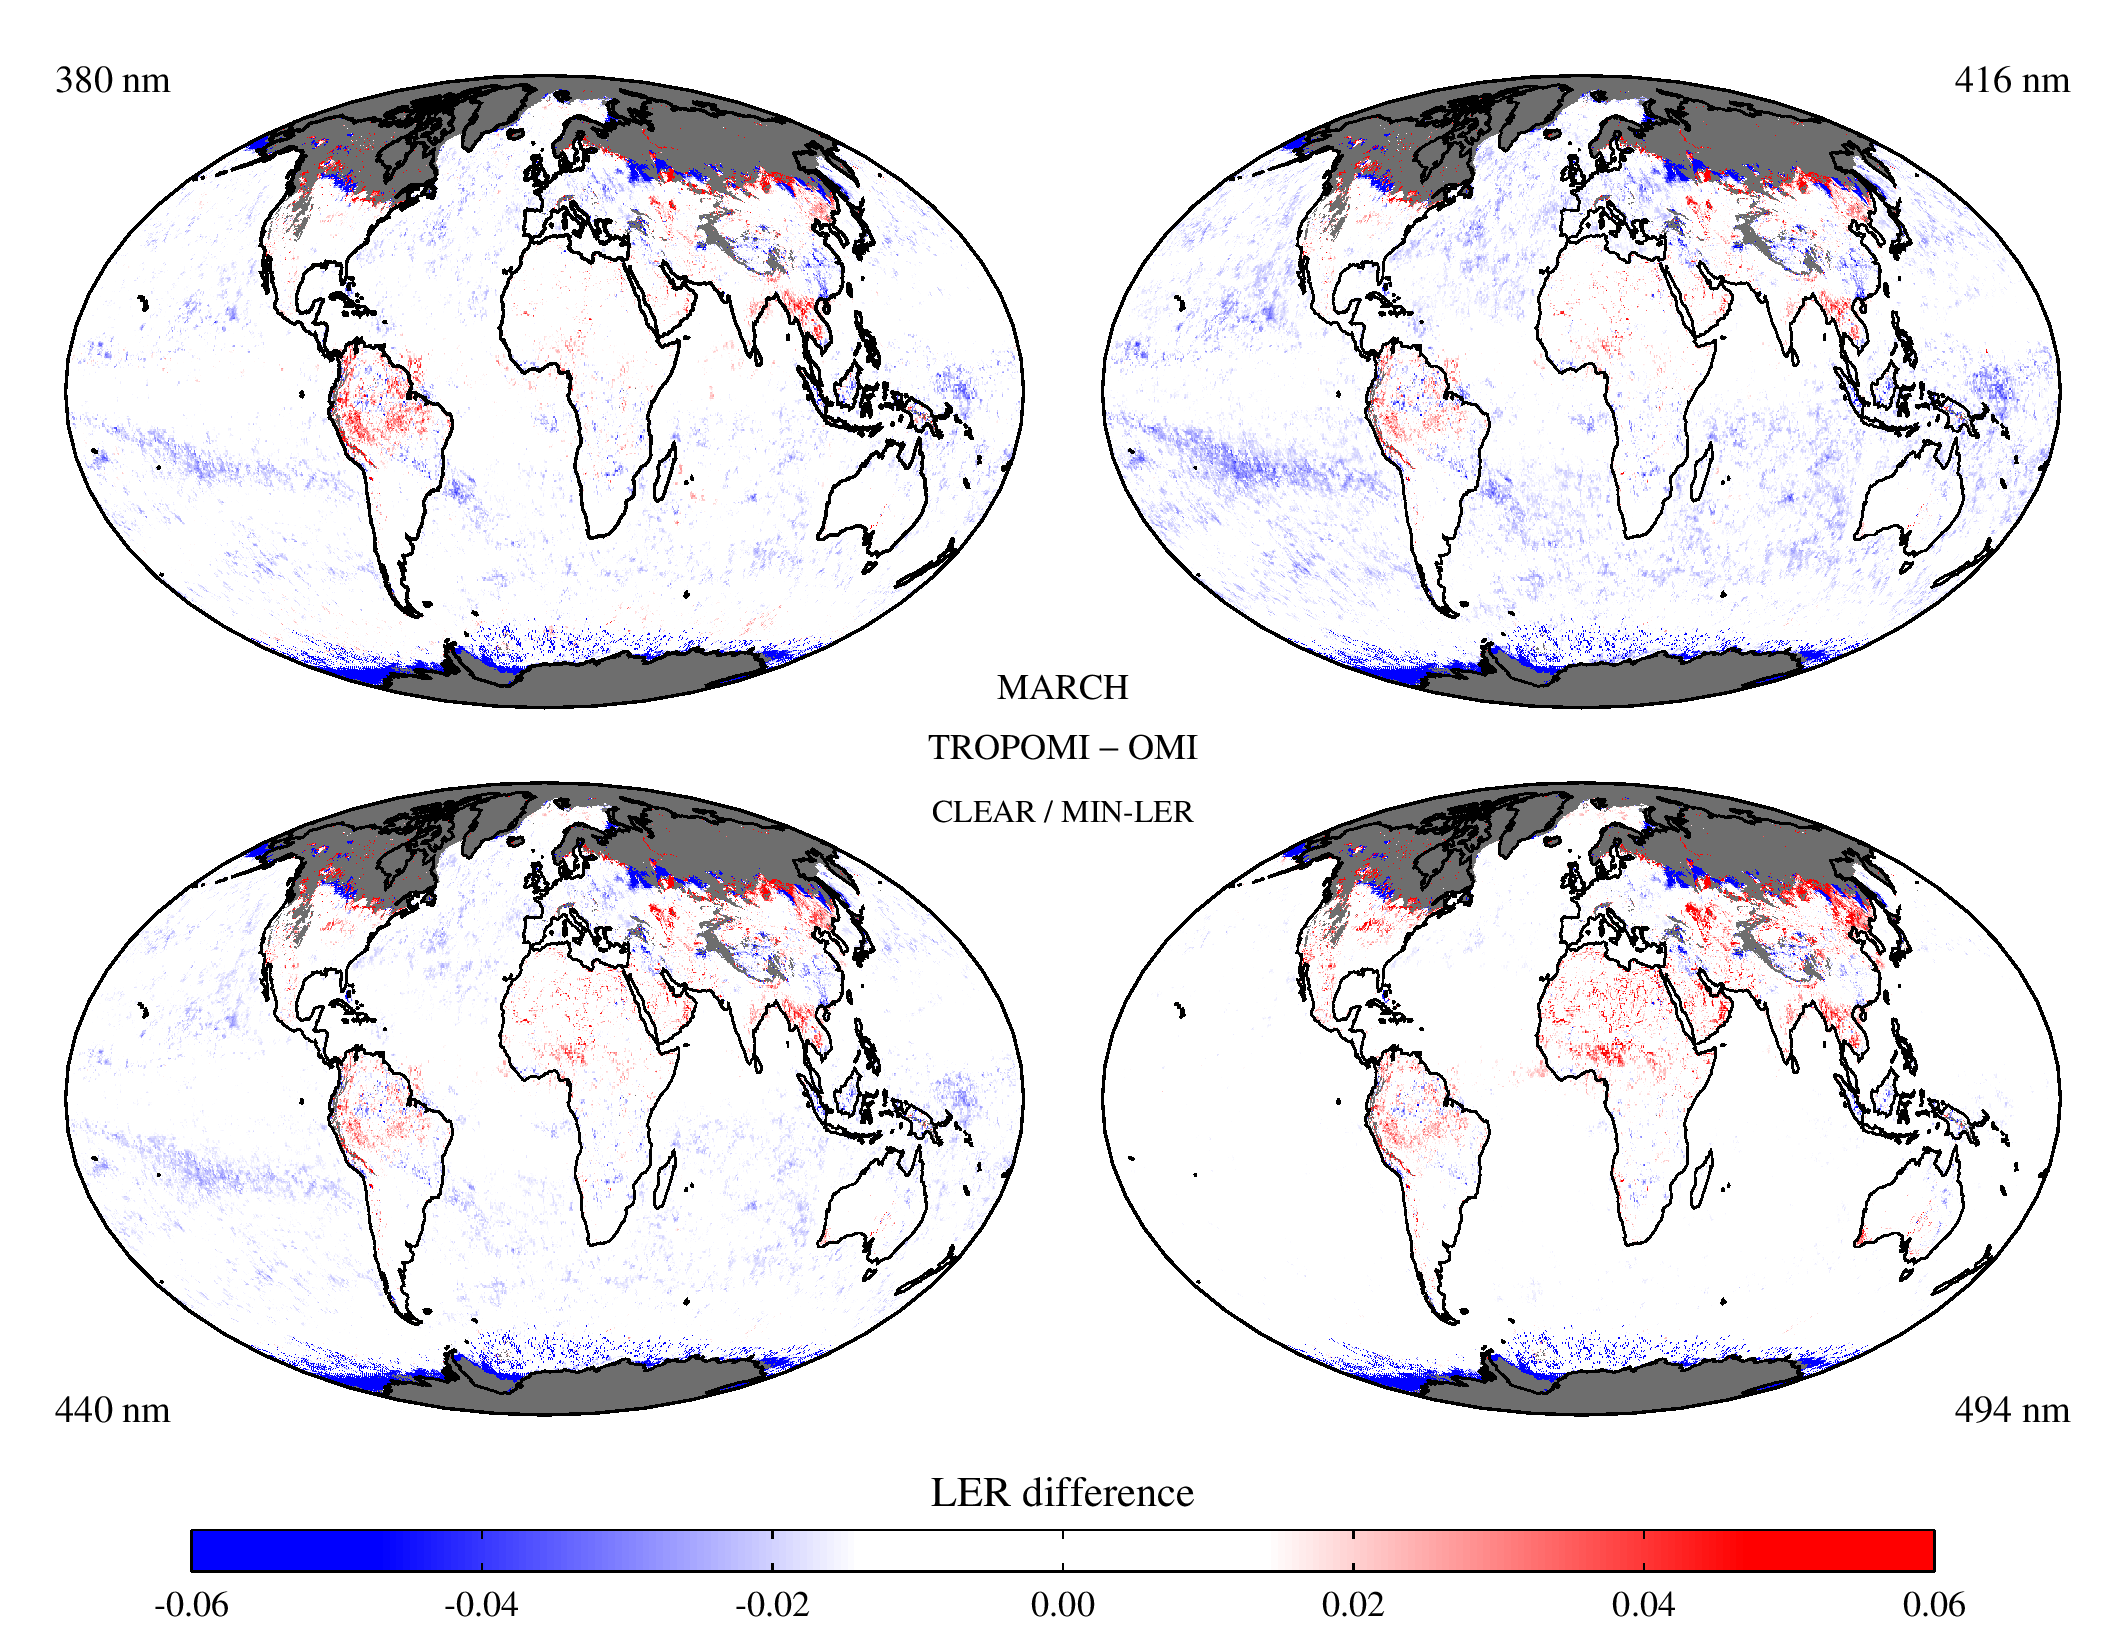 380 nm
416 nm
MARCH
TROPOMI − OMI
CLEAR / MIN-LER
440 nm
494 nm
LER difference
-0.06 -0.04 -0.02 0.00 0.02 0.04 0.06